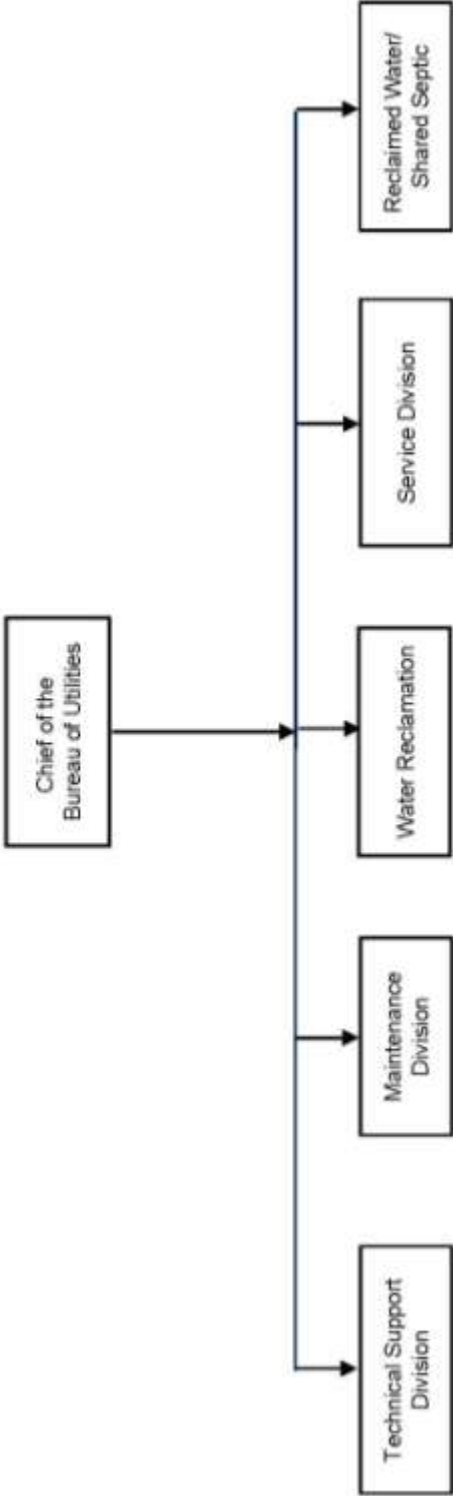 Chief of the
Bureau of Utilities
Technical Support
Division
Maintenance
Division
Water Reclamation
Service Division
Reclaimed Water/
Shared Septic